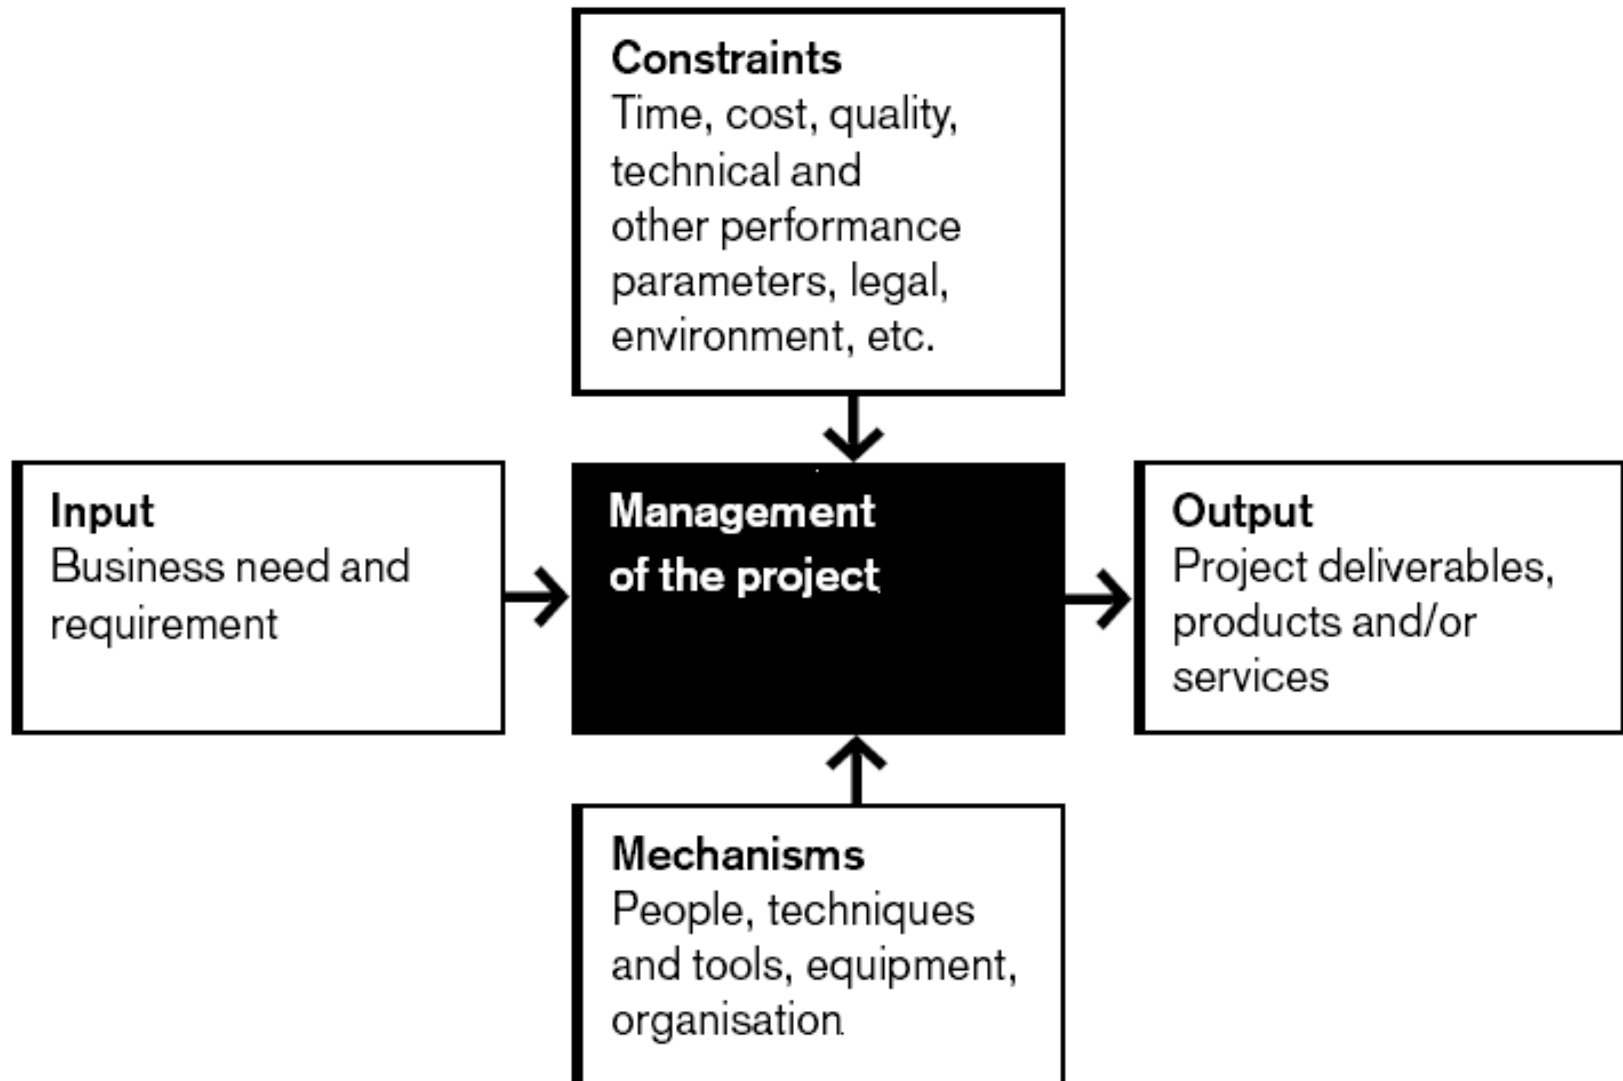 Constraints
Time, cost, quality,
technical and
other performance
parameters, legal,
environment, etc.
Input
Business need and
requirement
Management
of the project
Output
Project deliverables,
products and/or
services
Mechanisms
People, techniques
and tools, equipment,
organisation